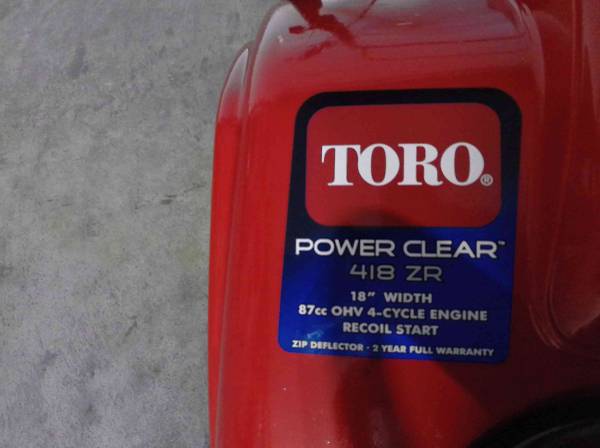 TORO®
POWER CLEAR™
418 ZR
18" WIDTH
87cc OHV 4-CYCLE ENGINE
RECOIL START
ZIP DEFLECTOR - 2 YEAR FULL WARRANTY